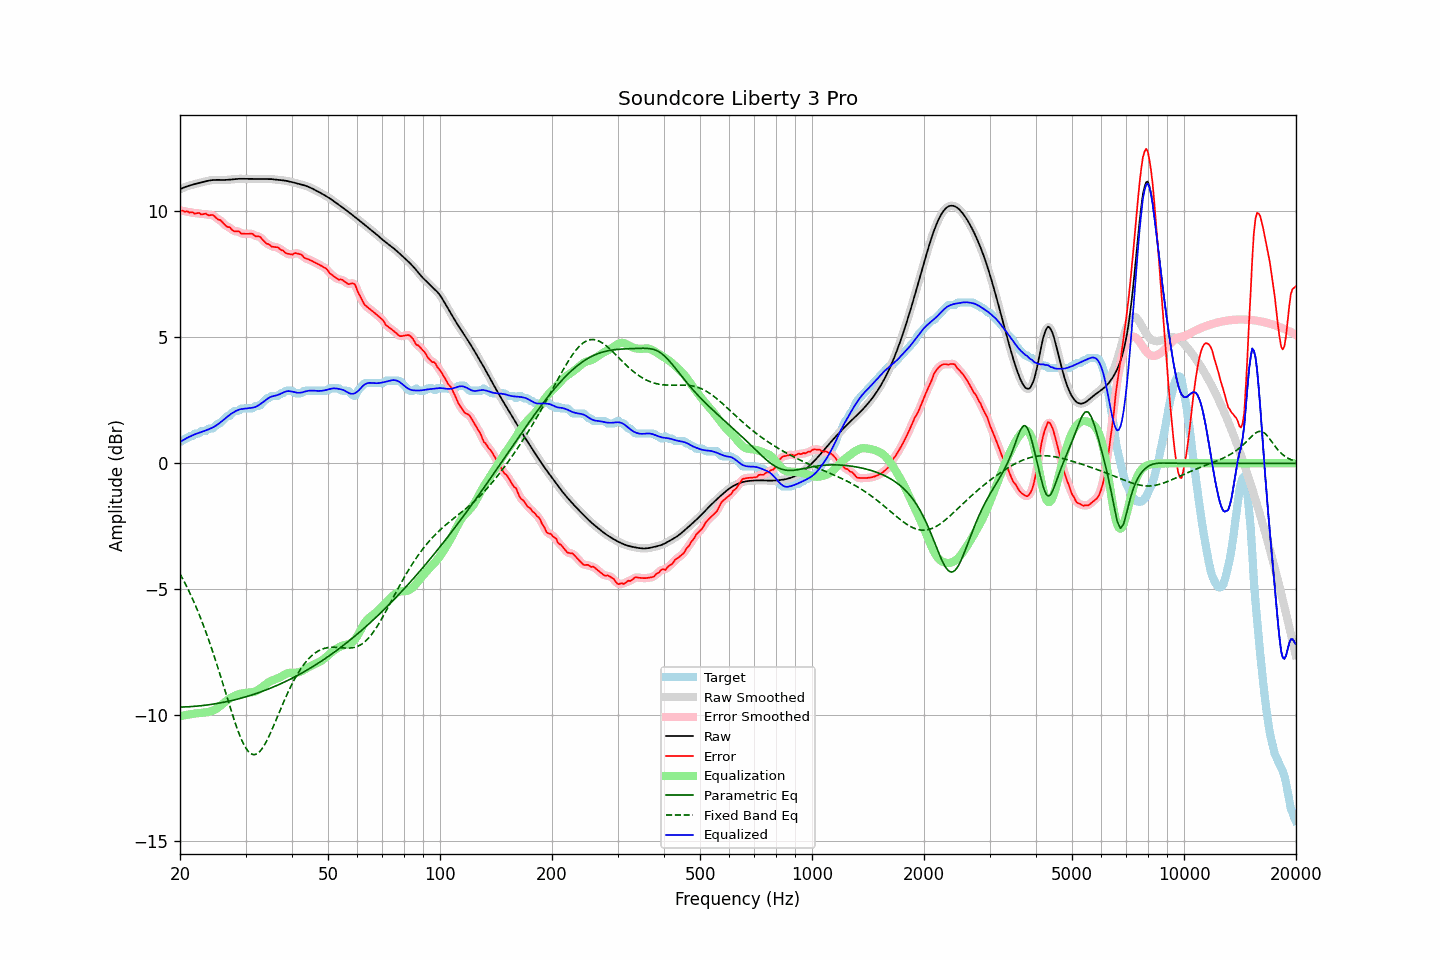 Soundcore Liberty 3 Pro
Amplitude (dBr)
10
5
0
−5
−10
−15
Target
Raw Smoothed
Error Smoothed
Raw
Error
Equalization
Parametric Eq
Fixed Band Eq
Equalized
20 50 100 200 500 1000 2000 5000 10000 20000
Frequency (Hz)